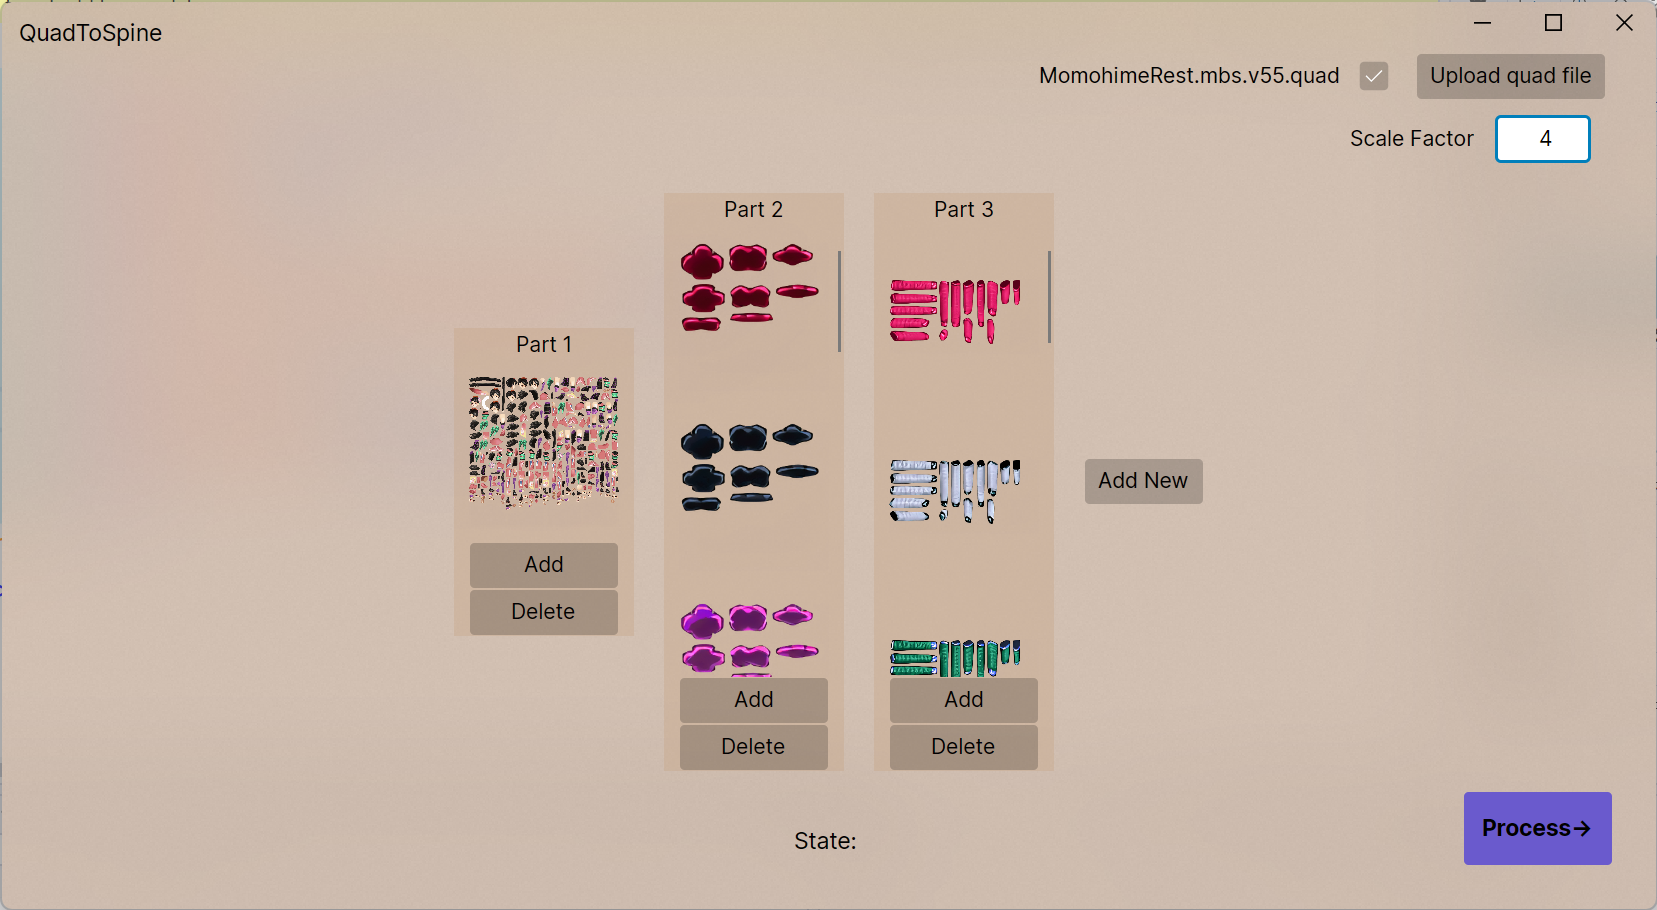 QuadToSpine
MomohimeRest.mbs.v55.quad
Upload quad file
Scale Factor
4
Part 1
Add
Delete
Part 2
Add
Delete
Part 3
Add
Delete
Add New
State:
Process→